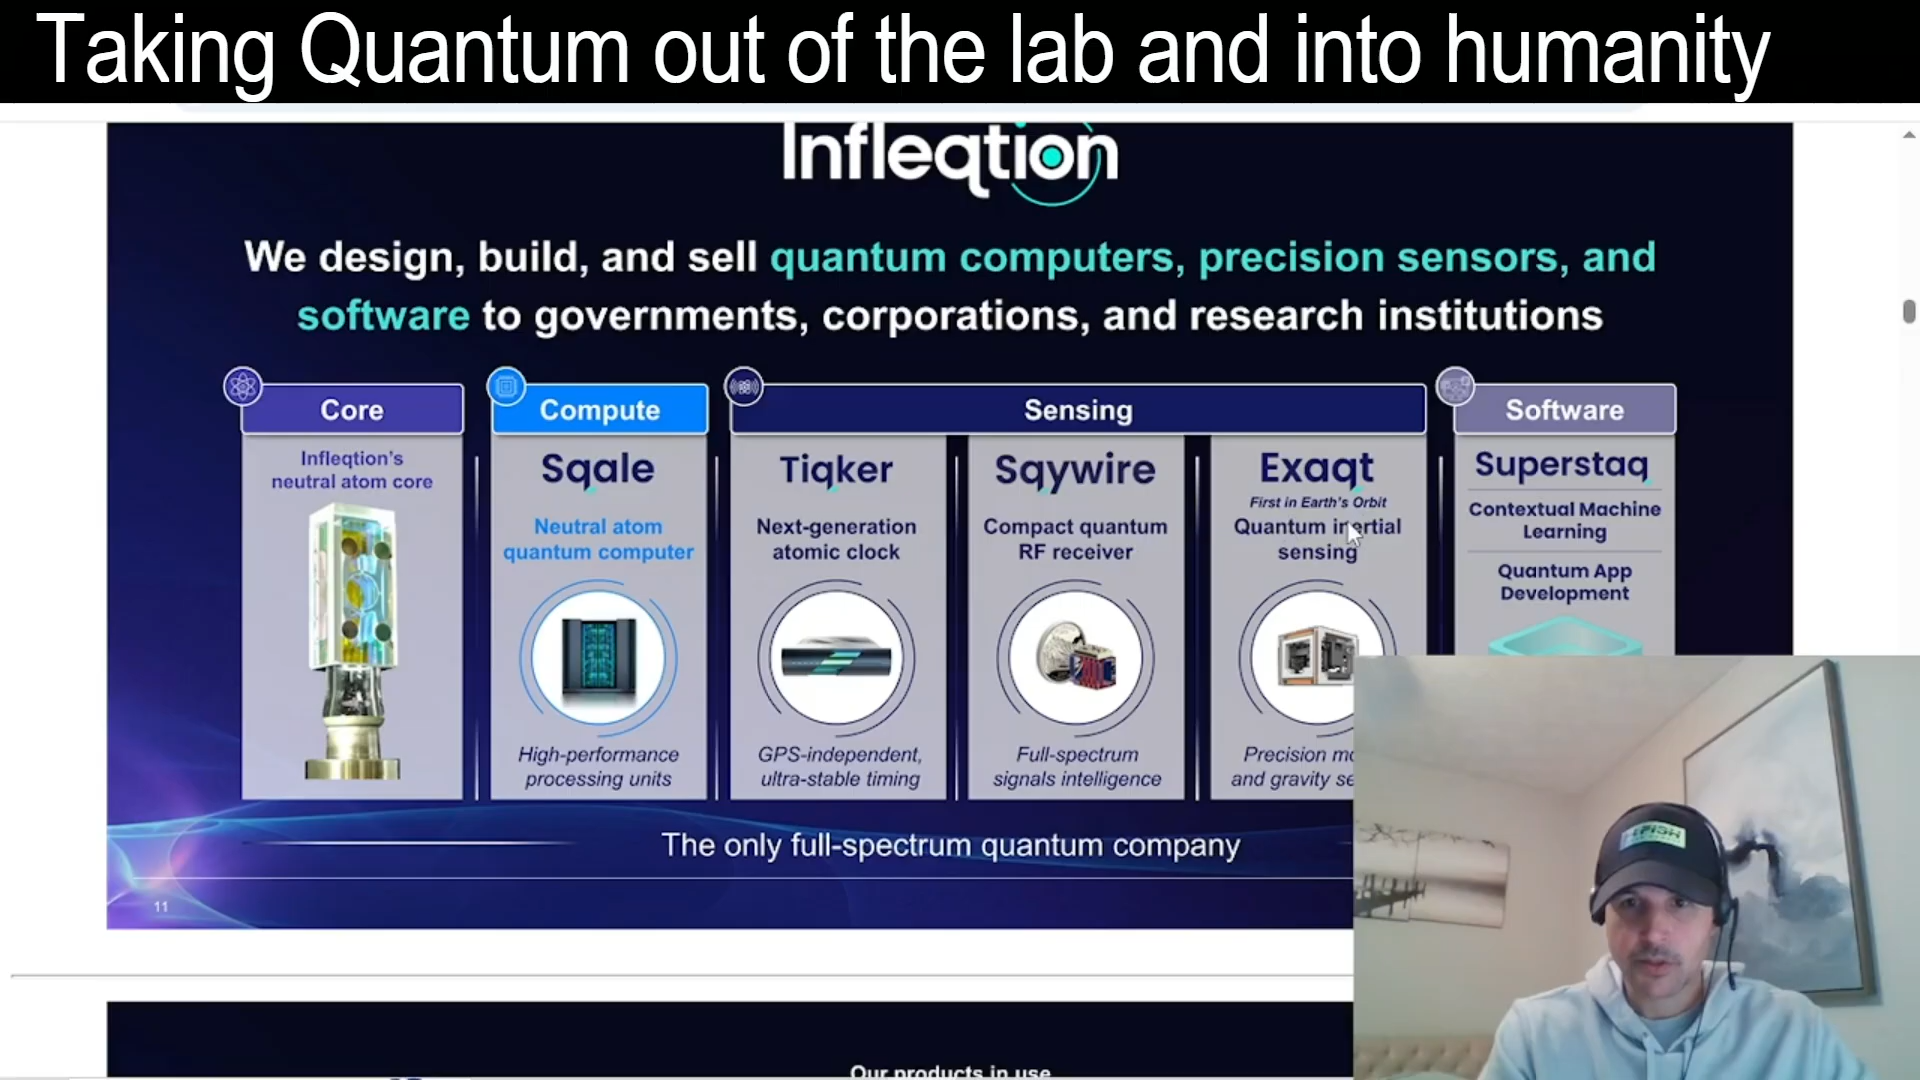 Taking Quantum out of the lab and into humanity
Infleqtion
We design, build, and sell quantum computers, precision sensors, and
software to governments, corporations, and research institutions
Core
Infleqtion's
neutral atom core
Compute
Sqale
Neutral atom
quantum computer
High-performance
processing units
Sensing
Tiqker
Next-generation
atomic clock
GPS-independent,
ultra-stable timing
Sqywire
Compact quantum
RF receiver
Full-spectrum
signals intelligence
Exaqt
First in Earth's Orbit
Quantum inertial
sensing
Precision
and gravity
Software
Superstaq
Contextual Machine
Learning
Quantum App
Development
The only full-spectrum quantum company
11
Our products in use